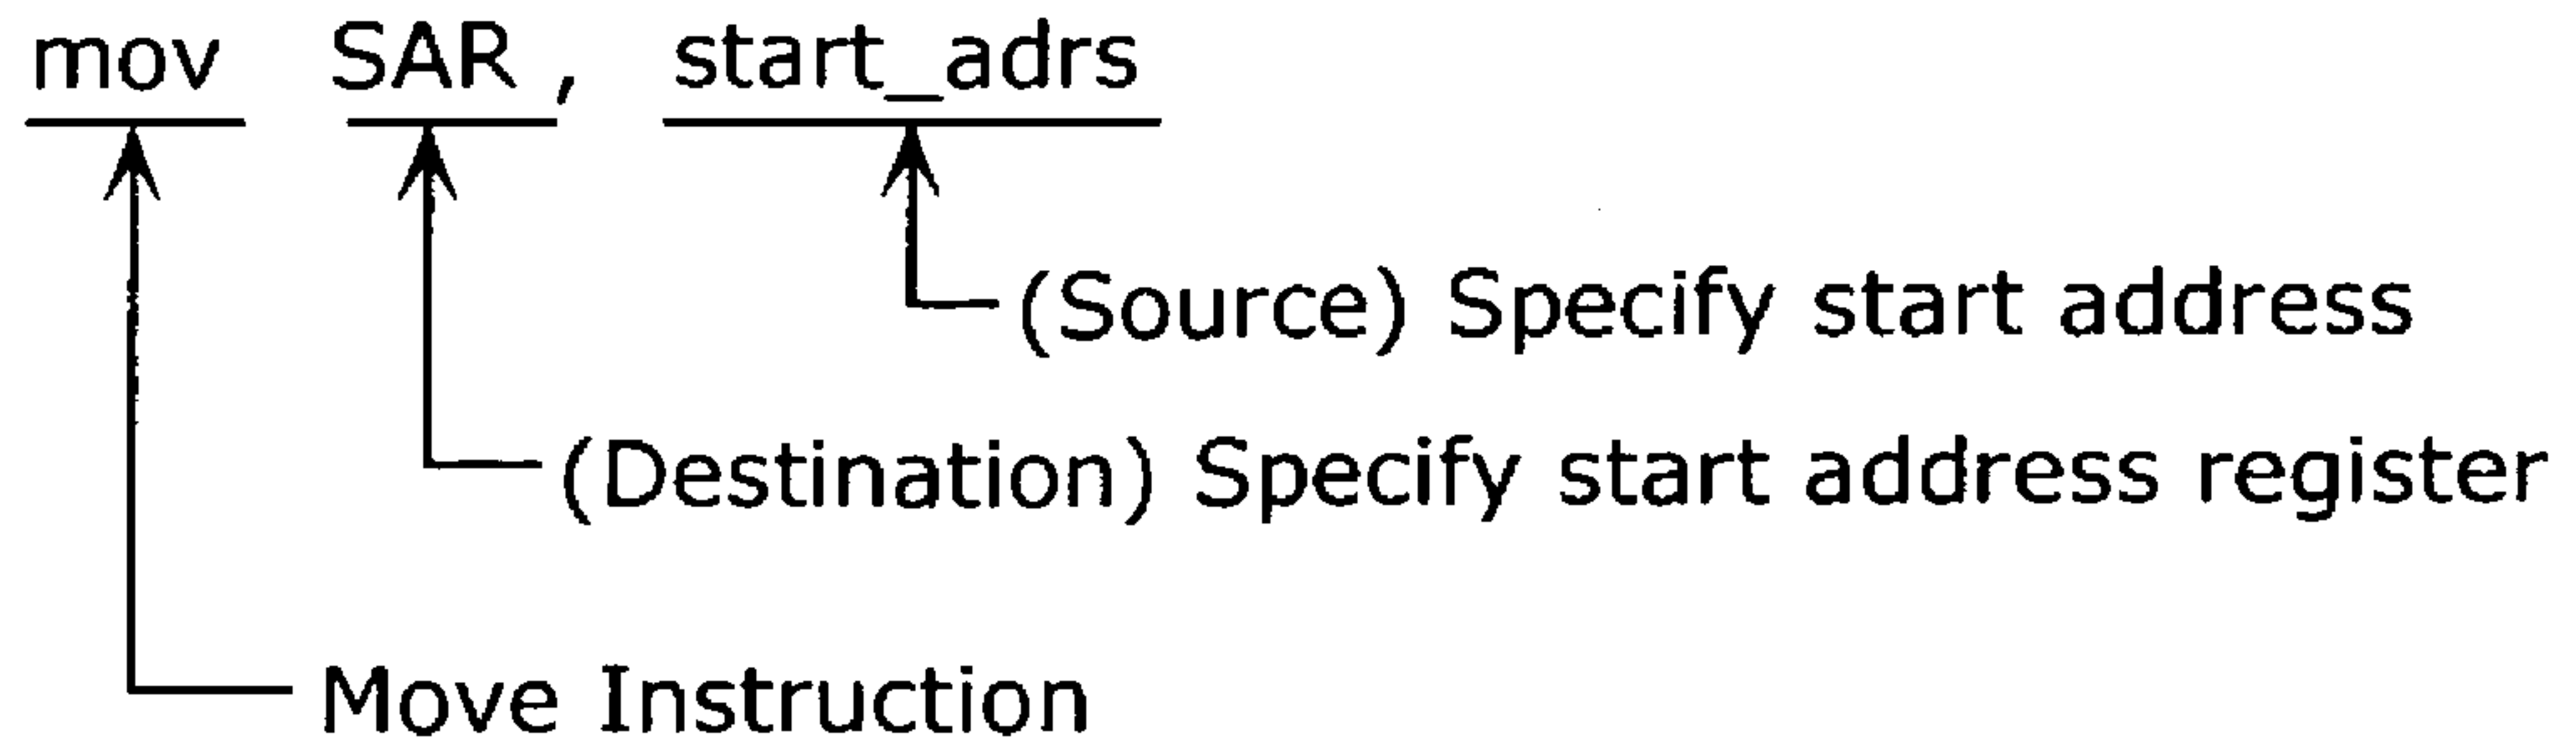 mov SAR , start_adrs
(Source) Specify start address
(Destination) Specify start address register
Move Instruction